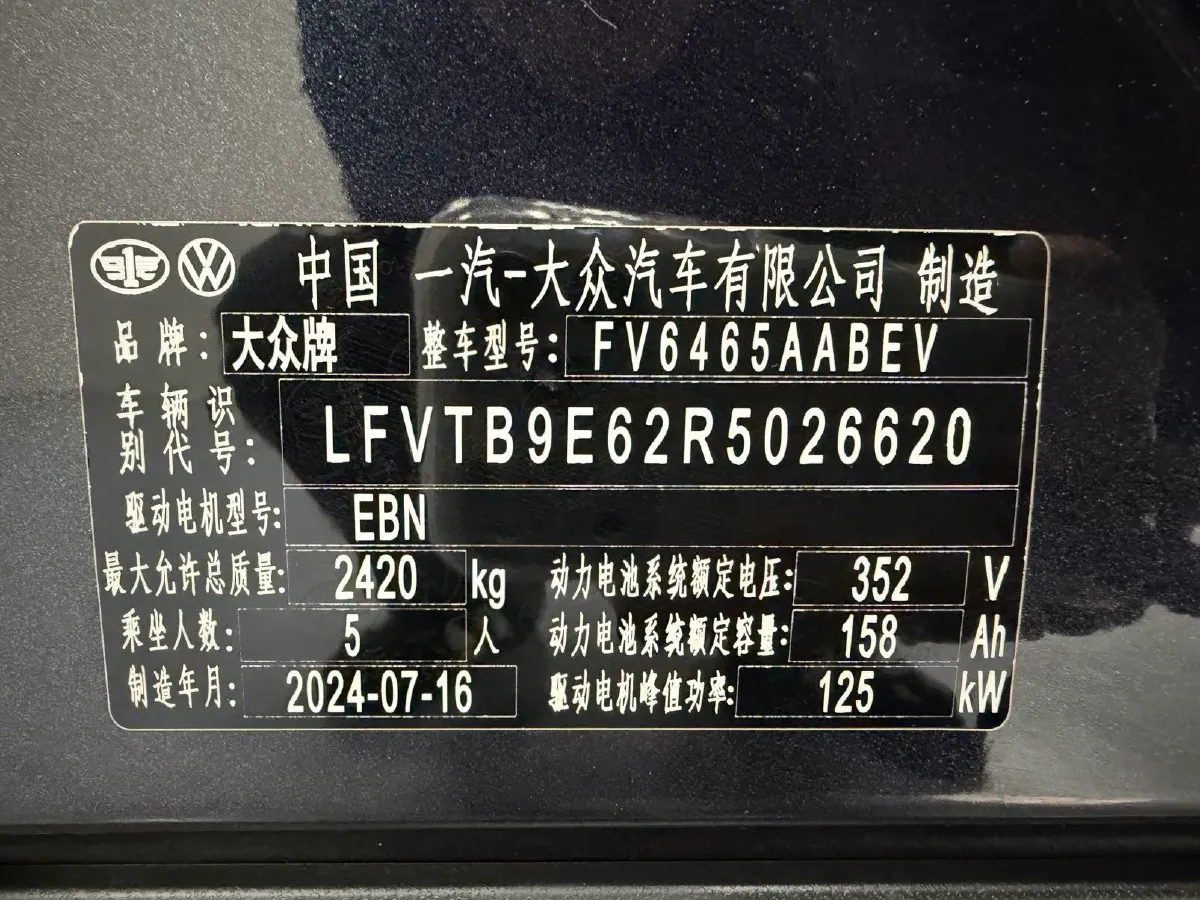 中国 一汽-大众汽车有限公司 制造
品牌: 大众牌 整车型号: FV6465AABEV
车辆识别代号: LFVTB9E62R5026620
驱动电机型号: EBN
最大允许总质量: 2420 kg 动力电池系统额定电压: 352 V
乘坐人数: 5 人 动力电池系统额定容量: 158 Ah
制造年月: 2024-07-16 驱动电机峰值功率: 125 kW